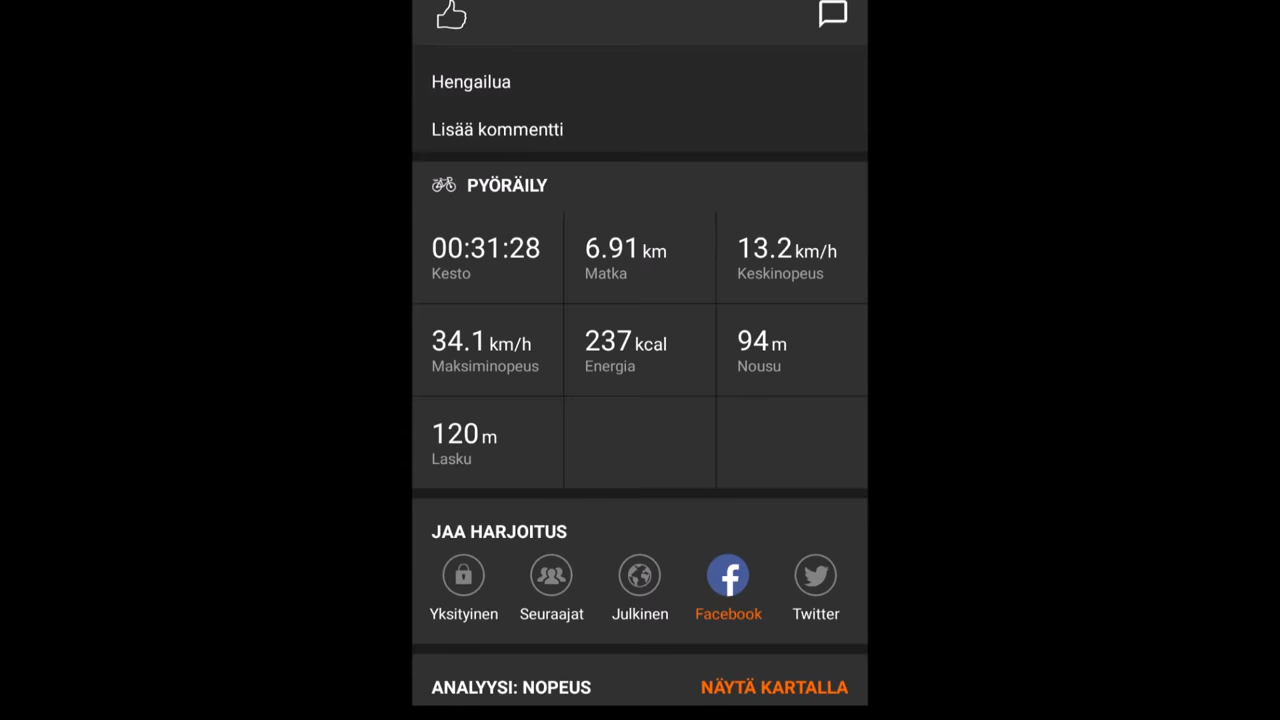 Hengailua
Lisää kommentti
PYÖRÄILY
00:31:28 6.91 km 13.2 km/h
Kesto Matka Keskinopeus
34.1 km/h 237 kcal 94 m
Maksiminopeus Energia Nousu
120 m
Lasku
JAA HARJOITUS
Yksityinen Seuraajat Julkinen Facebook Twitter
ANALYYSI: NOPEUS NÄYTÄ KARTALLA